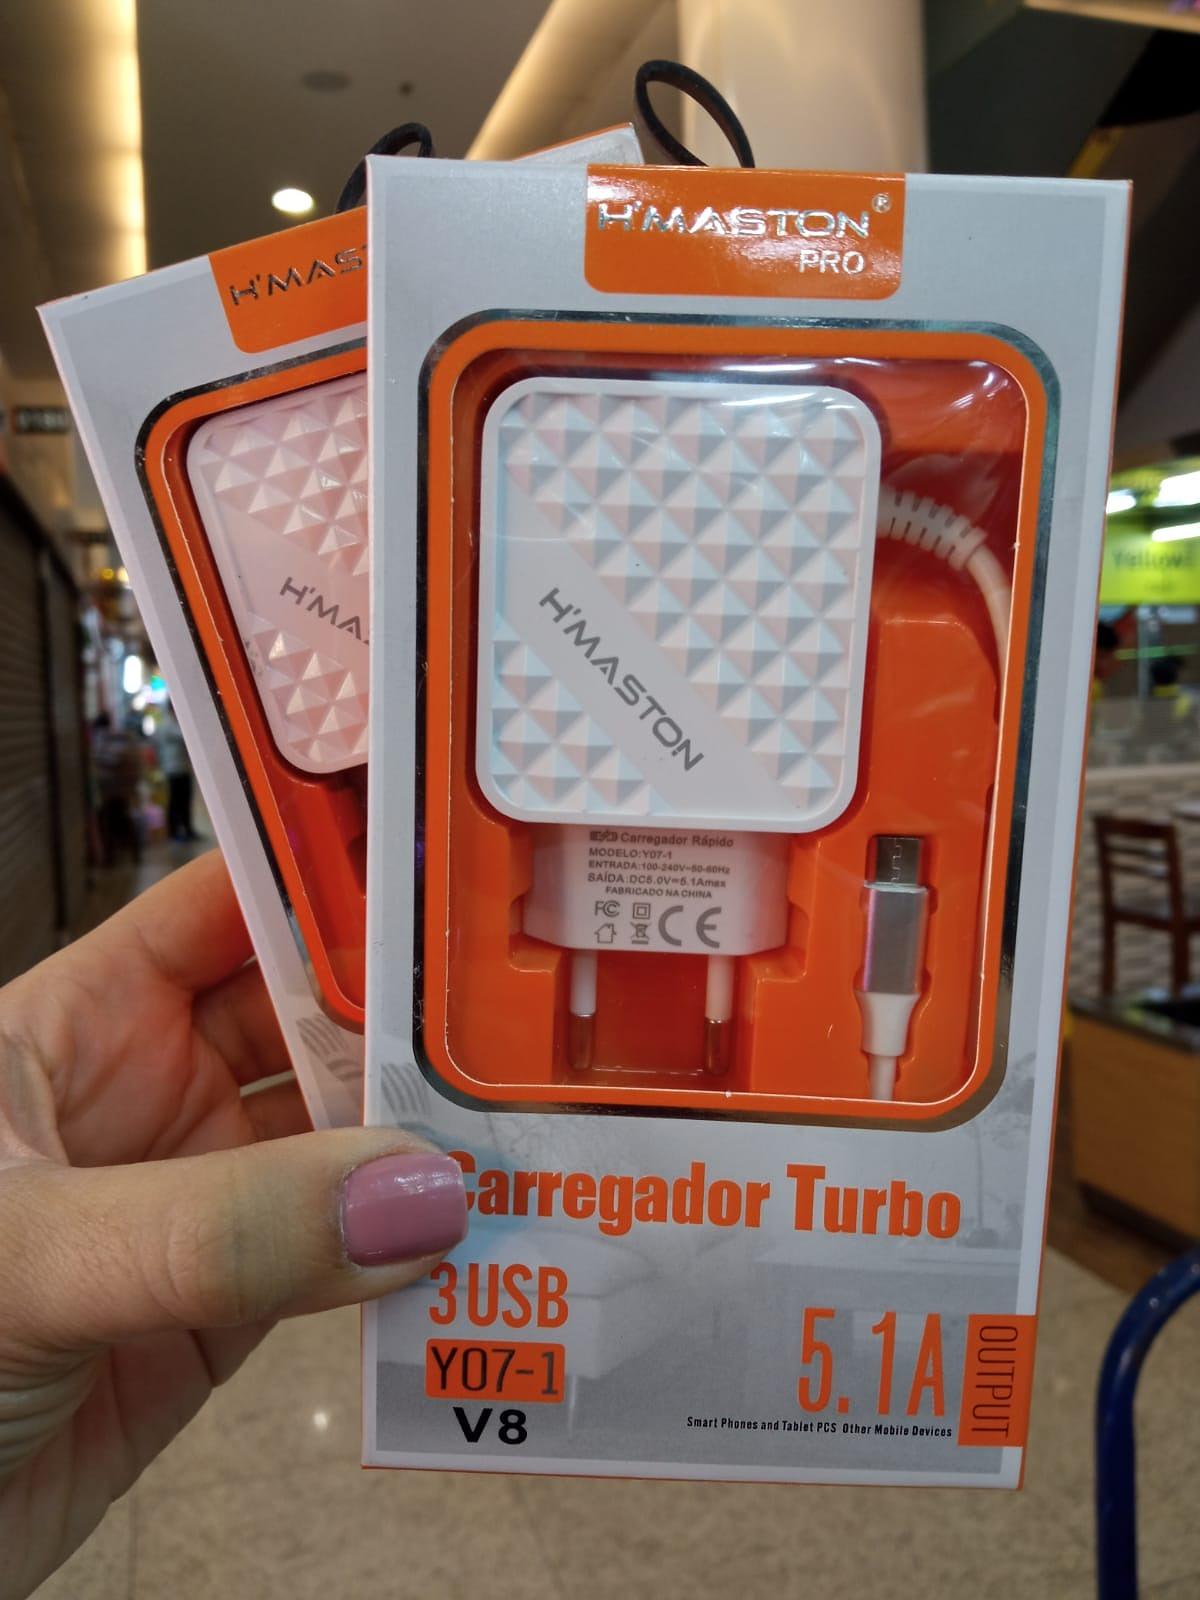 H'MASTON®
PRO
H'MAS
H'MA
H'MASTON
Carregador Rápido
MODELO:Y07-1
ENTRADA:100-240V~50-60Hz
SAÍDA:DC5.0V=5.1Amax
FABRICADO NA CHINA
FC CE
Carregador Turbo
3USB
Y07-1
V8
5.1A
OUTPUT
Smart Phones and Tablet PCS Other Mobile Devices